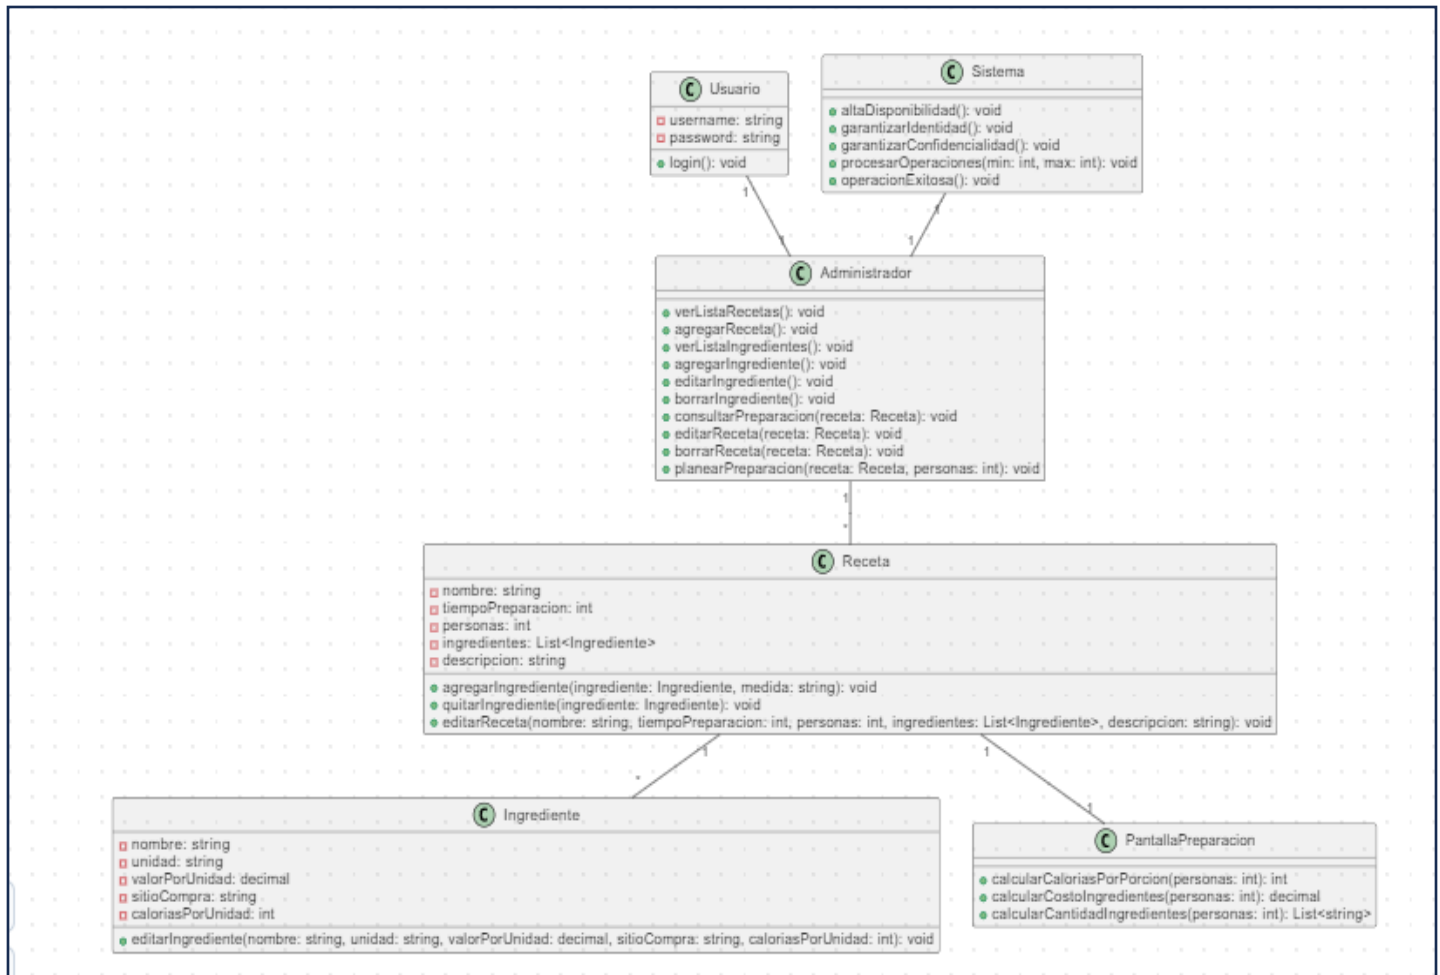 C Usuario
username: string
password: string
login(): void
C Sistema
altaDisponibilidad(): void
garantizarIdentidad(): void
garantizarConfidencialidad(): void
procesarOperaciones(min: int, max: int): void
operacionExitosa(): void
1
1
1
1
C Administrador
verListaRecetas(): void
agregarReceta(): void
verListaIngredientes(): void
agregarIngrediente(): void
editarIngrediente(): void
borrarIngrediente(): void
consultarPreparacion(receta: Receta): void
editarReceta(receta: Receta): void
borrarReceta(receta: Receta): void
planearPreparacion(receta: Receta, personas: int): void
1
*
C Receta
nombre: string
tiempoPreparacion: int
personas: int
ingredientes: List<Ingrediente>
descripcion: string
agregarIngrediente(ingrediente: Ingrediente, medida: string): void
quitarIngrediente(ingrediente: Ingrediente): void
editarReceta(nombre: string, tiempoPreparacion: int, personas: int, ingredientes: List<Ingrediente>, descripcion: string): void
1
1
*
1
C Ingrediente
nombre: string
unidad: string
valorPorUnidad: decimal
sitioCompra: string
caloriasPorUnidad: int
editarIngrediente(nombre: string, unidad: string, valorPorUnidad: decimal, sitioCompra: string, caloriasPorUnidad: int): void
C PantallaPreparacion
calcularCaloriasPorPorcion(personas: int): int
calcularCostoIngredientes(personas: int): decimal
calcularCantidadIngredientes(personas: int): List<string>